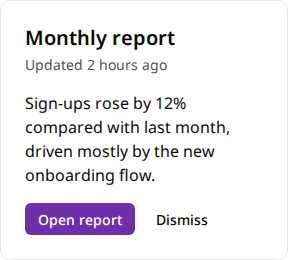 Monthly report
Updated 2 hours ago
Sign-ups rose by 12%
compared with last month,
driven mostly by the new
onboarding flow.
Open report
Dismiss